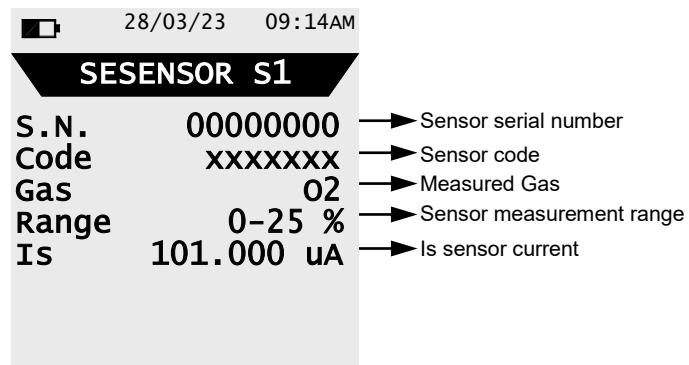 28/03/23 09:14AM
SESENSOR S1
S.N. 00000000 Sensor serial number
Code xxxxxxx Sensor code
Gas O2 Measured Gas
Range 0-25 % Sensor measurement range
Is 101.000 uA Is sensor current